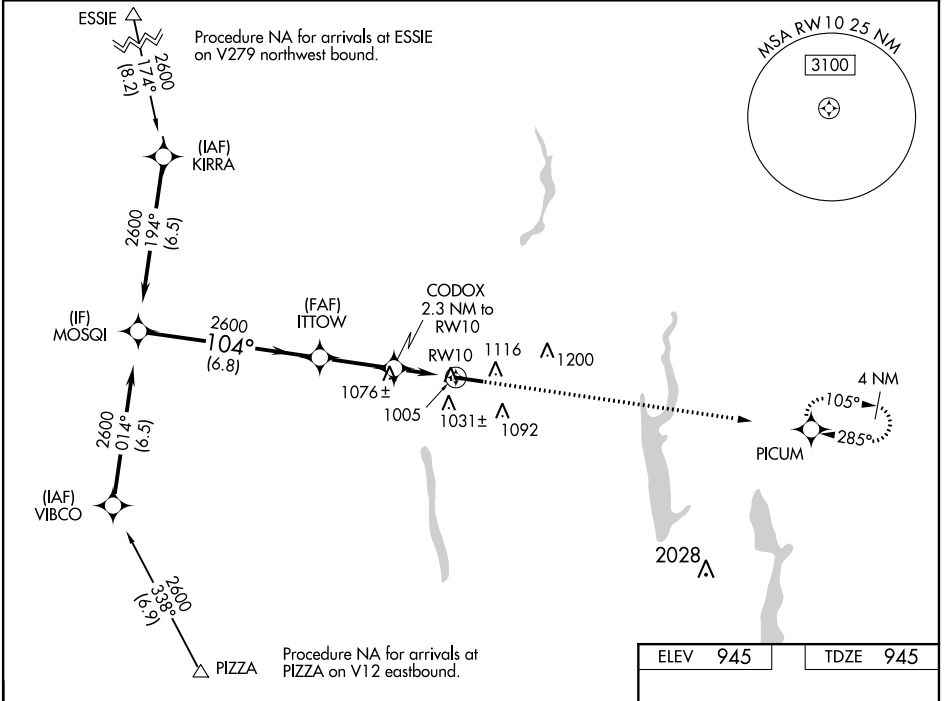 ESSIE
Procedure NA for arrivals at ESSIE
on V279 northwest bound.
2600
174°
(8.2)
MSA RW10 25 NM
3100
(IAF)
KIRRA
2600
194°
(6.5)
(IF)
MOSQI
2600
104°
(6.8)
(FAF)
ITTOW
CODOX
2.3 NM to
RW10
RW10
1116
1200
1076±
1005
1031±
1092
4 NM
105°
285°
PICUM
2600
014°
(6.5)
(IAF)
VIBCO
2028
2600
338°
(6.9)
PIZZA
Procedure NA for arrivals at
PIZZA on V12 eastbound.
ELEV 945
TDZE 945